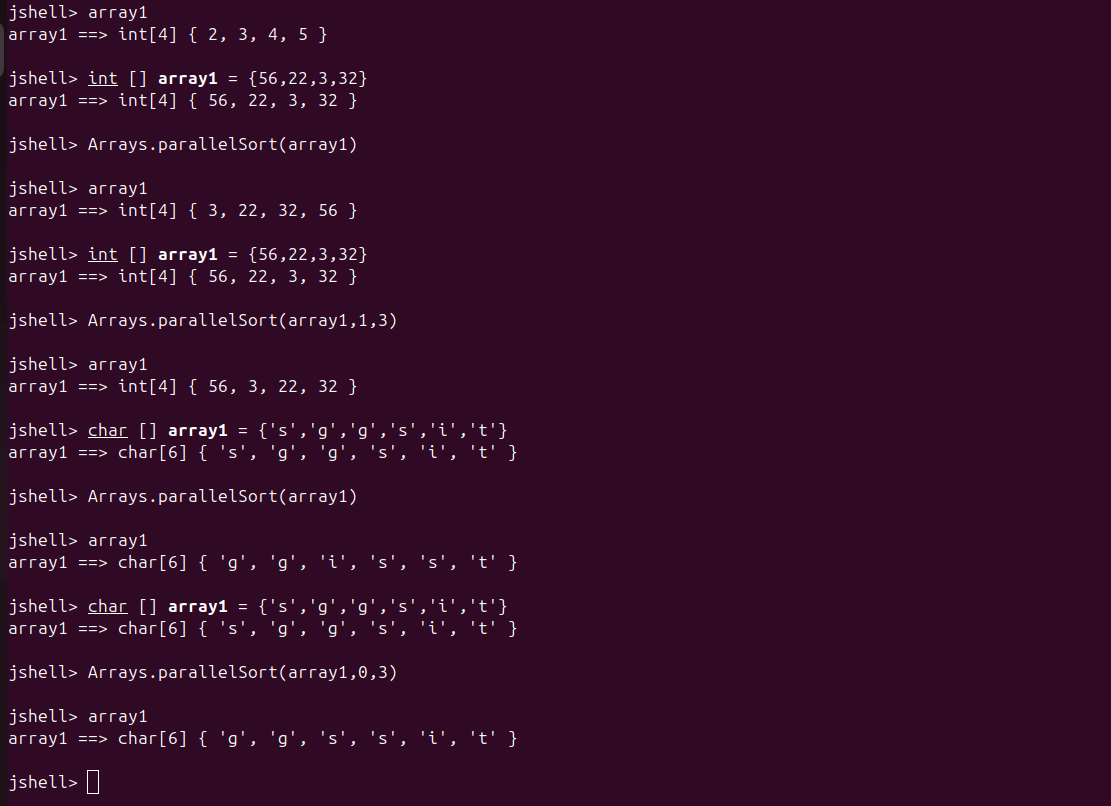 jshell> array1
array1 ==> int[4] { 2, 3, 4, 5 }
jshell> int [] array1 = {56,22,3,32}
array1 ==> int[4] { 56, 22, 3, 32 }
jshell> Arrays.parallelSort(array1)
jshell> array1
array1 ==> int[4] { 3, 22, 32, 56 }
jshell> int [] array1 = {56,22,3,32}
array1 ==> int[4] { 56, 22, 3, 32 }
jshell> Arrays.parallelSort(array1,1,3)
jshell> array1
array1 ==> int[4] { 56, 3, 22, 32 }
jshell> char [] array1 = {'s','g','g','s','i','t'}
array1 ==> char[6] { 's', 'g', 'g', 's', 'i', 't' }
jshell> Arrays.parallelSort(array1)
jshell> array1
array1 ==> char[6] { 'g', 'g', 'i', 's', 's', 't' }
jshell> char [] array1 = {'s','g','g','s','i','t'}
array1 ==> char[6] { 's', 'g', 'g', 's', 'i', 't' }
jshell> Arrays.parallelSort(array1,0,3)
jshell> array1
array1 ==> char[6] { 'g', 'g', 's', 's', 'i', 't' }
jshell>